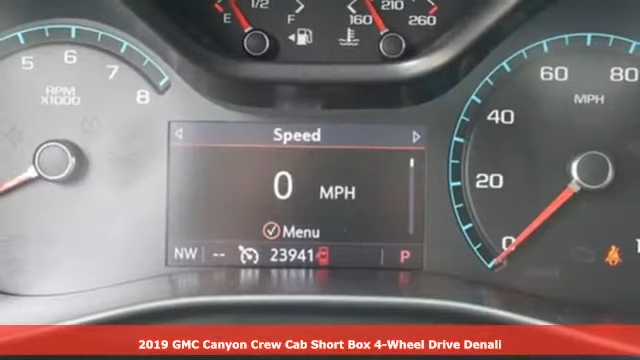 1/2
210
E
F
160
260
5
6
7
8
RPM
X1000
Speed
0 MPH
Menu
NW -- 23941 P
0
20
40
60
80
MPH
2019 GMC Canyon Crew Cab Short Box 4-Wheel Drive Denali